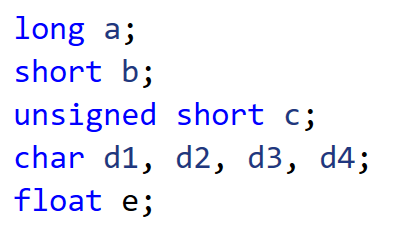 long a;
short b;
unsigned short c;
char d1, d2, d3, d4;
float e;